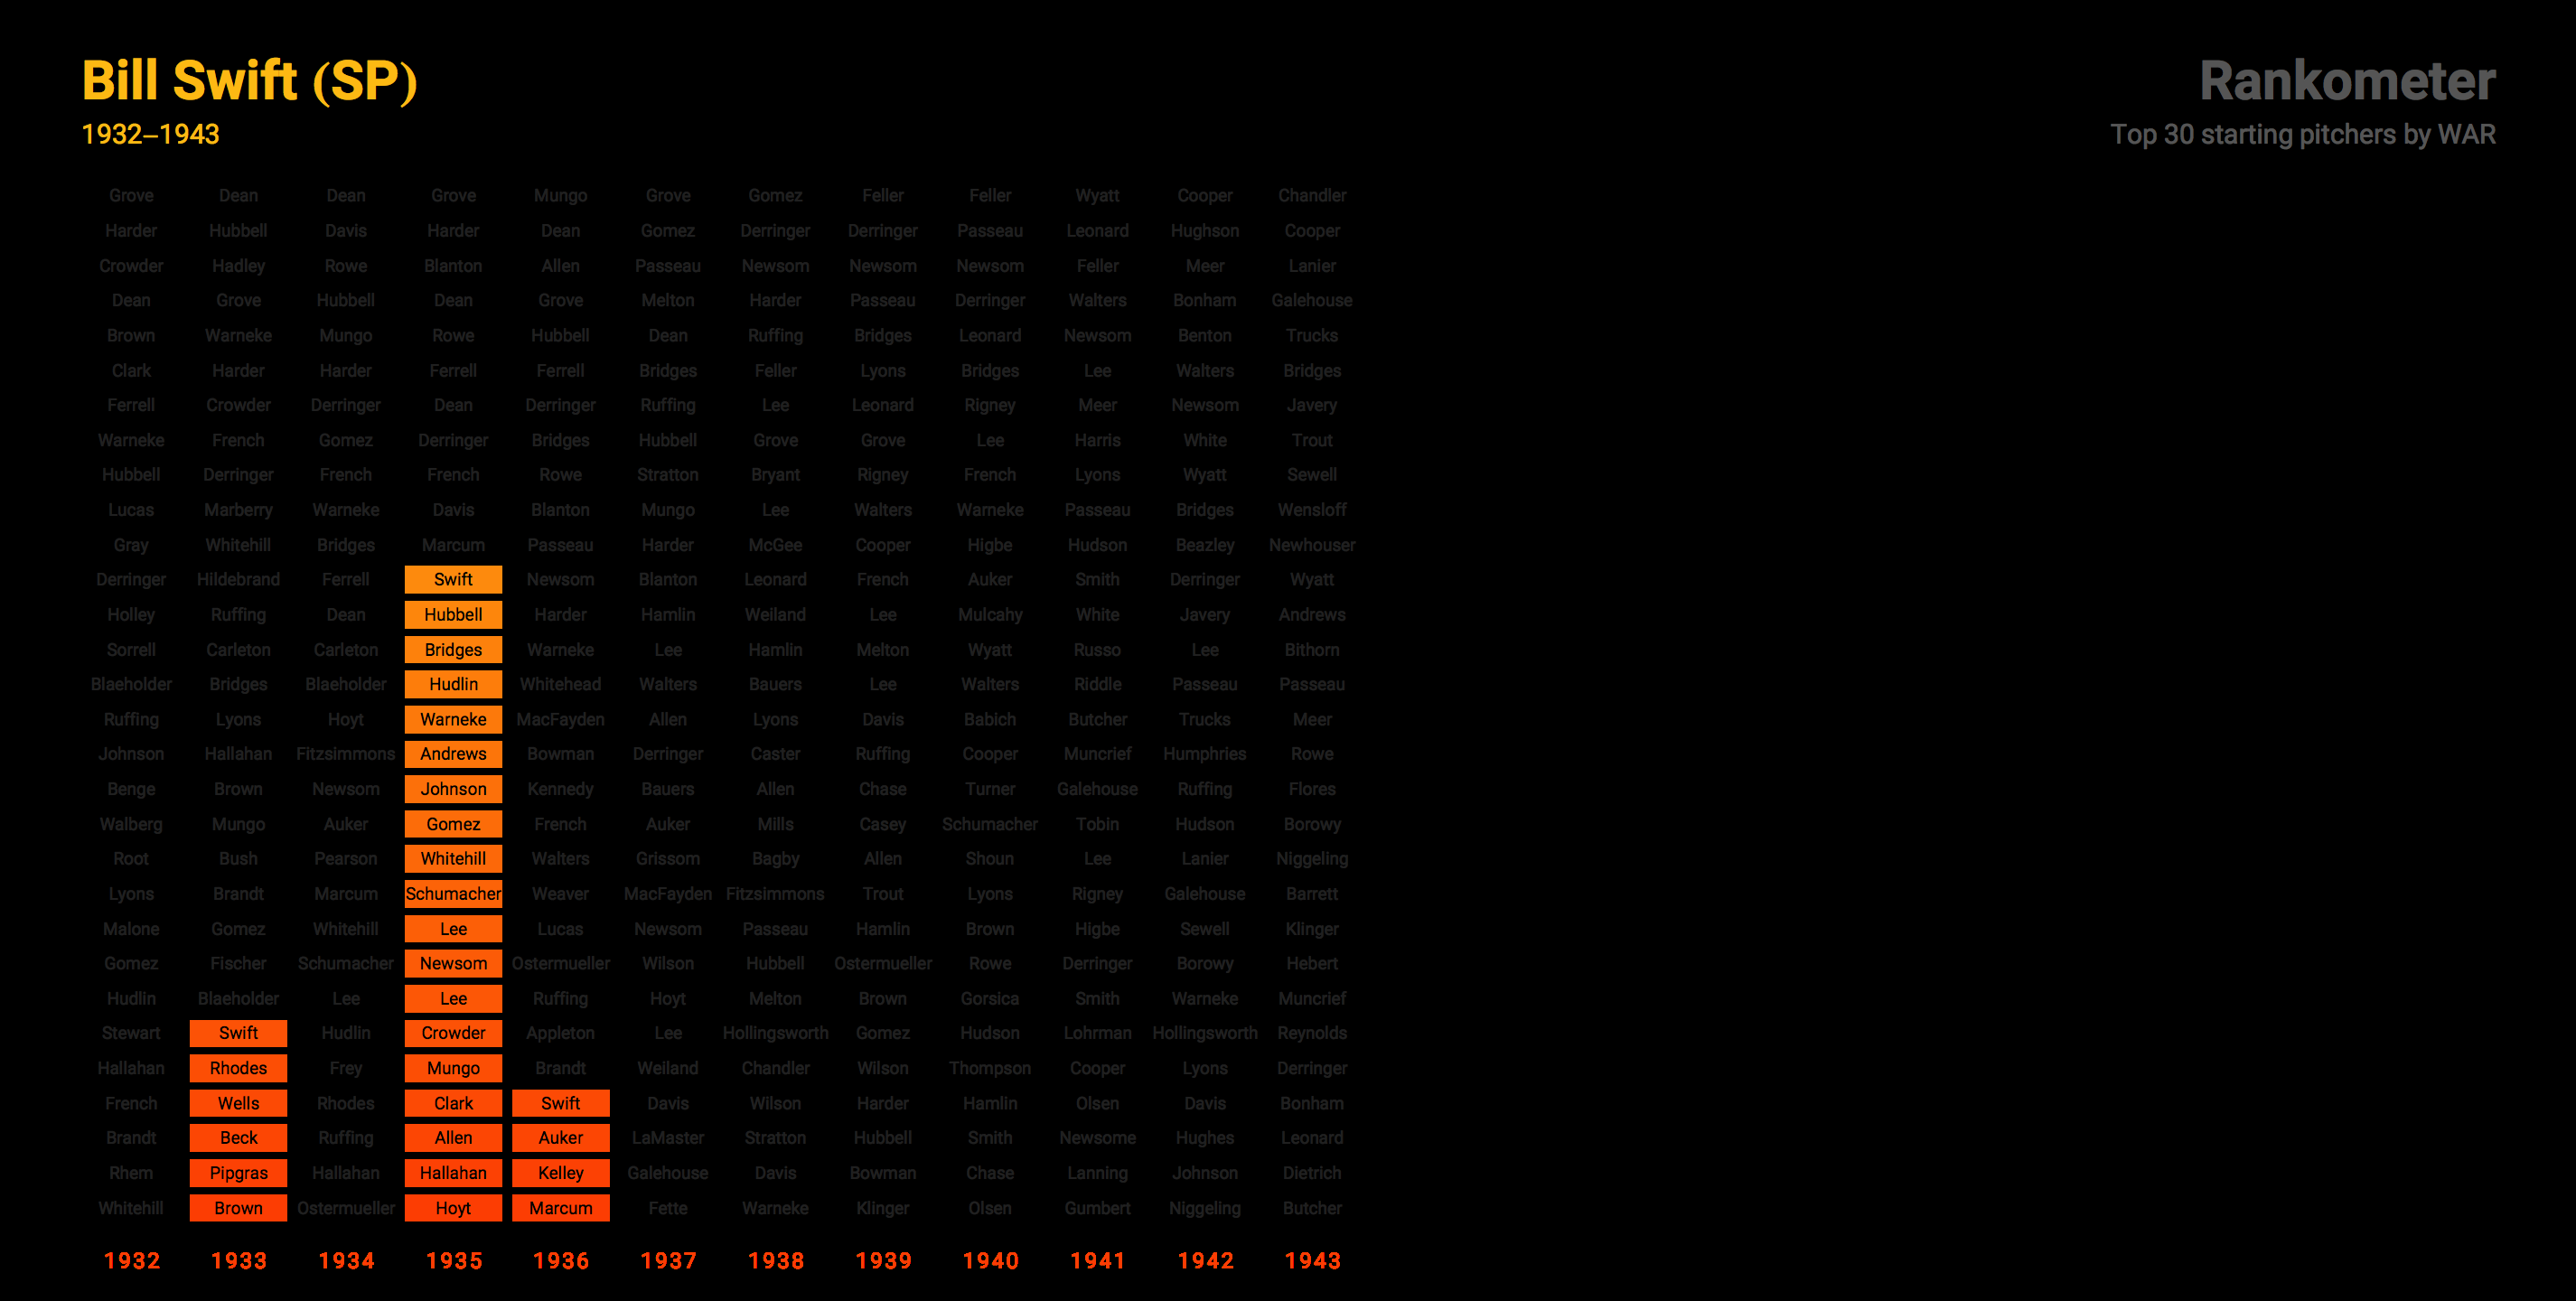 Bill Swift (SP)
1932–1943
Rankometer
Top 30 starting pitchers by WAR
Grove Dean Dean Grove Mungo Grove Gomez Feller Feller Wyatt Cooper Chandler
Harder Hubbell Davis Harder Dean Gomez Derringer Derringer Passeau Leonard Hughson Cooper
Crowder Hadley Rowe Blanton Allen Passeau Newsom Newsom Newsom Feller Meer Lanier
Dean Grove Hubbell Dean Grove Melton Harder Passeau Derringer Walters Bonham Galehouse
Brown Warneke Mungo Rowe Hubbell Dean Ruffing Bridges Leonard Newsom Benton Trucks
Clark Harder Harder Ferrell Ferrell Bridges Feller Lyons Bridges Lee Walters Bridges
Ferrell Crowder Derringer Dean Derringer Ruffing Lee Leonard Rigney Meer Newsom Javery
Warneke French Gomez Derringer Bridges Hubbell Grove Grove Lee Harris White Trout
Hubbell Derringer French French Rowe Stratton Bryant Rigney French Lyons Wyatt Sewell
Lucas Marberry Warneke Davis Blanton Mungo Lee Walters Warneke Passeau Bridges Wensloff
Gray Whitehill Bridges Marcum Passeau Harder McGee Cooper Higbe Hudson Beazley Newhouser
Derringer Hildebrand Ferrell Swift Newsom Blanton Leonard French Auker Smith Derringer Wyatt
Holley Ruffing Dean Hubbell Harder Hamlin Weiland Lee Mulcahy White Javery Andrews
Sorrell Carleton Carleton Bridges Warneke Lee Hamlin Melton Wyatt Russo Lee Bithorn
Blaeholder Bridges Blaeholder Hudlin Whitehead Walters Bauers Lee Walters Riddle Passeau Passeau
Ruffing Lyons Hoyt Warneke MacFayden Allen Lyons Davis Babich Butcher Trucks Meer
Johnson Hallahan Fitzsimmons Andrews Bowman Derringer Caster Ruffing Cooper Muncrief Humphries Rowe
Benge Brown Newsom Johnson Kennedy Bauers Allen Chase Turner Galehouse Ruffing Flores
Walberg Mungo Auker Gomez French Auker Mills Casey Schumacher Tobin Hudson Borowy
Root Bush Pearson Whitehill Walters Grissom Bagby Allen Shoun Lee Lanier Niggeling
Lyons Brandt Marcum Schumacher Weaver MacFayden Fitzsimmons Trout Lyons Rigney Galehouse Barrett
Malone Gomez Whitehill Lee Lucas Newsom Passeau Hamlin Brown Higbe Sewell Klinger
Gomez Fischer Schumacher Newsom Ostermueller Wilson Hubbell Ostermueller Rowe Derringer Borowy Hebert
Hudlin Blaeholder Lee Lee Ruffing Hoyt Melton Brown Gorsica Smith Warneke Muncrief
Stewart Swift Hudlin Crowder Appleton Lee Hollingsworth Gomez Hudson Lohrman Hollingsworth Reynolds
Hallahan Rhodes Frey Mungo Brandt Weiland Chandler Wilson Thompson Cooper Lyons Derringer
French Wells Rhodes Clark Swift Davis Wilson Harder Hamlin Olsen Davis Bonham
Brandt Beck Ruffing Allen Auker LaMaster Stratton Hubbell Smith Newsome Hughes Leonard
Rhem Pipgras Hallahan Hallahan Kelley Galehouse Davis Bowman Chase Lanning Johnson Dietrich
Whitehill Brown Ostermueller Hoyt Marcum Fette Warneke Klinger Olsen Gumbert Niggeling Butcher
1932 1933 1934 1935 1936 1937 1938 1939 1940 1941 1942 1943